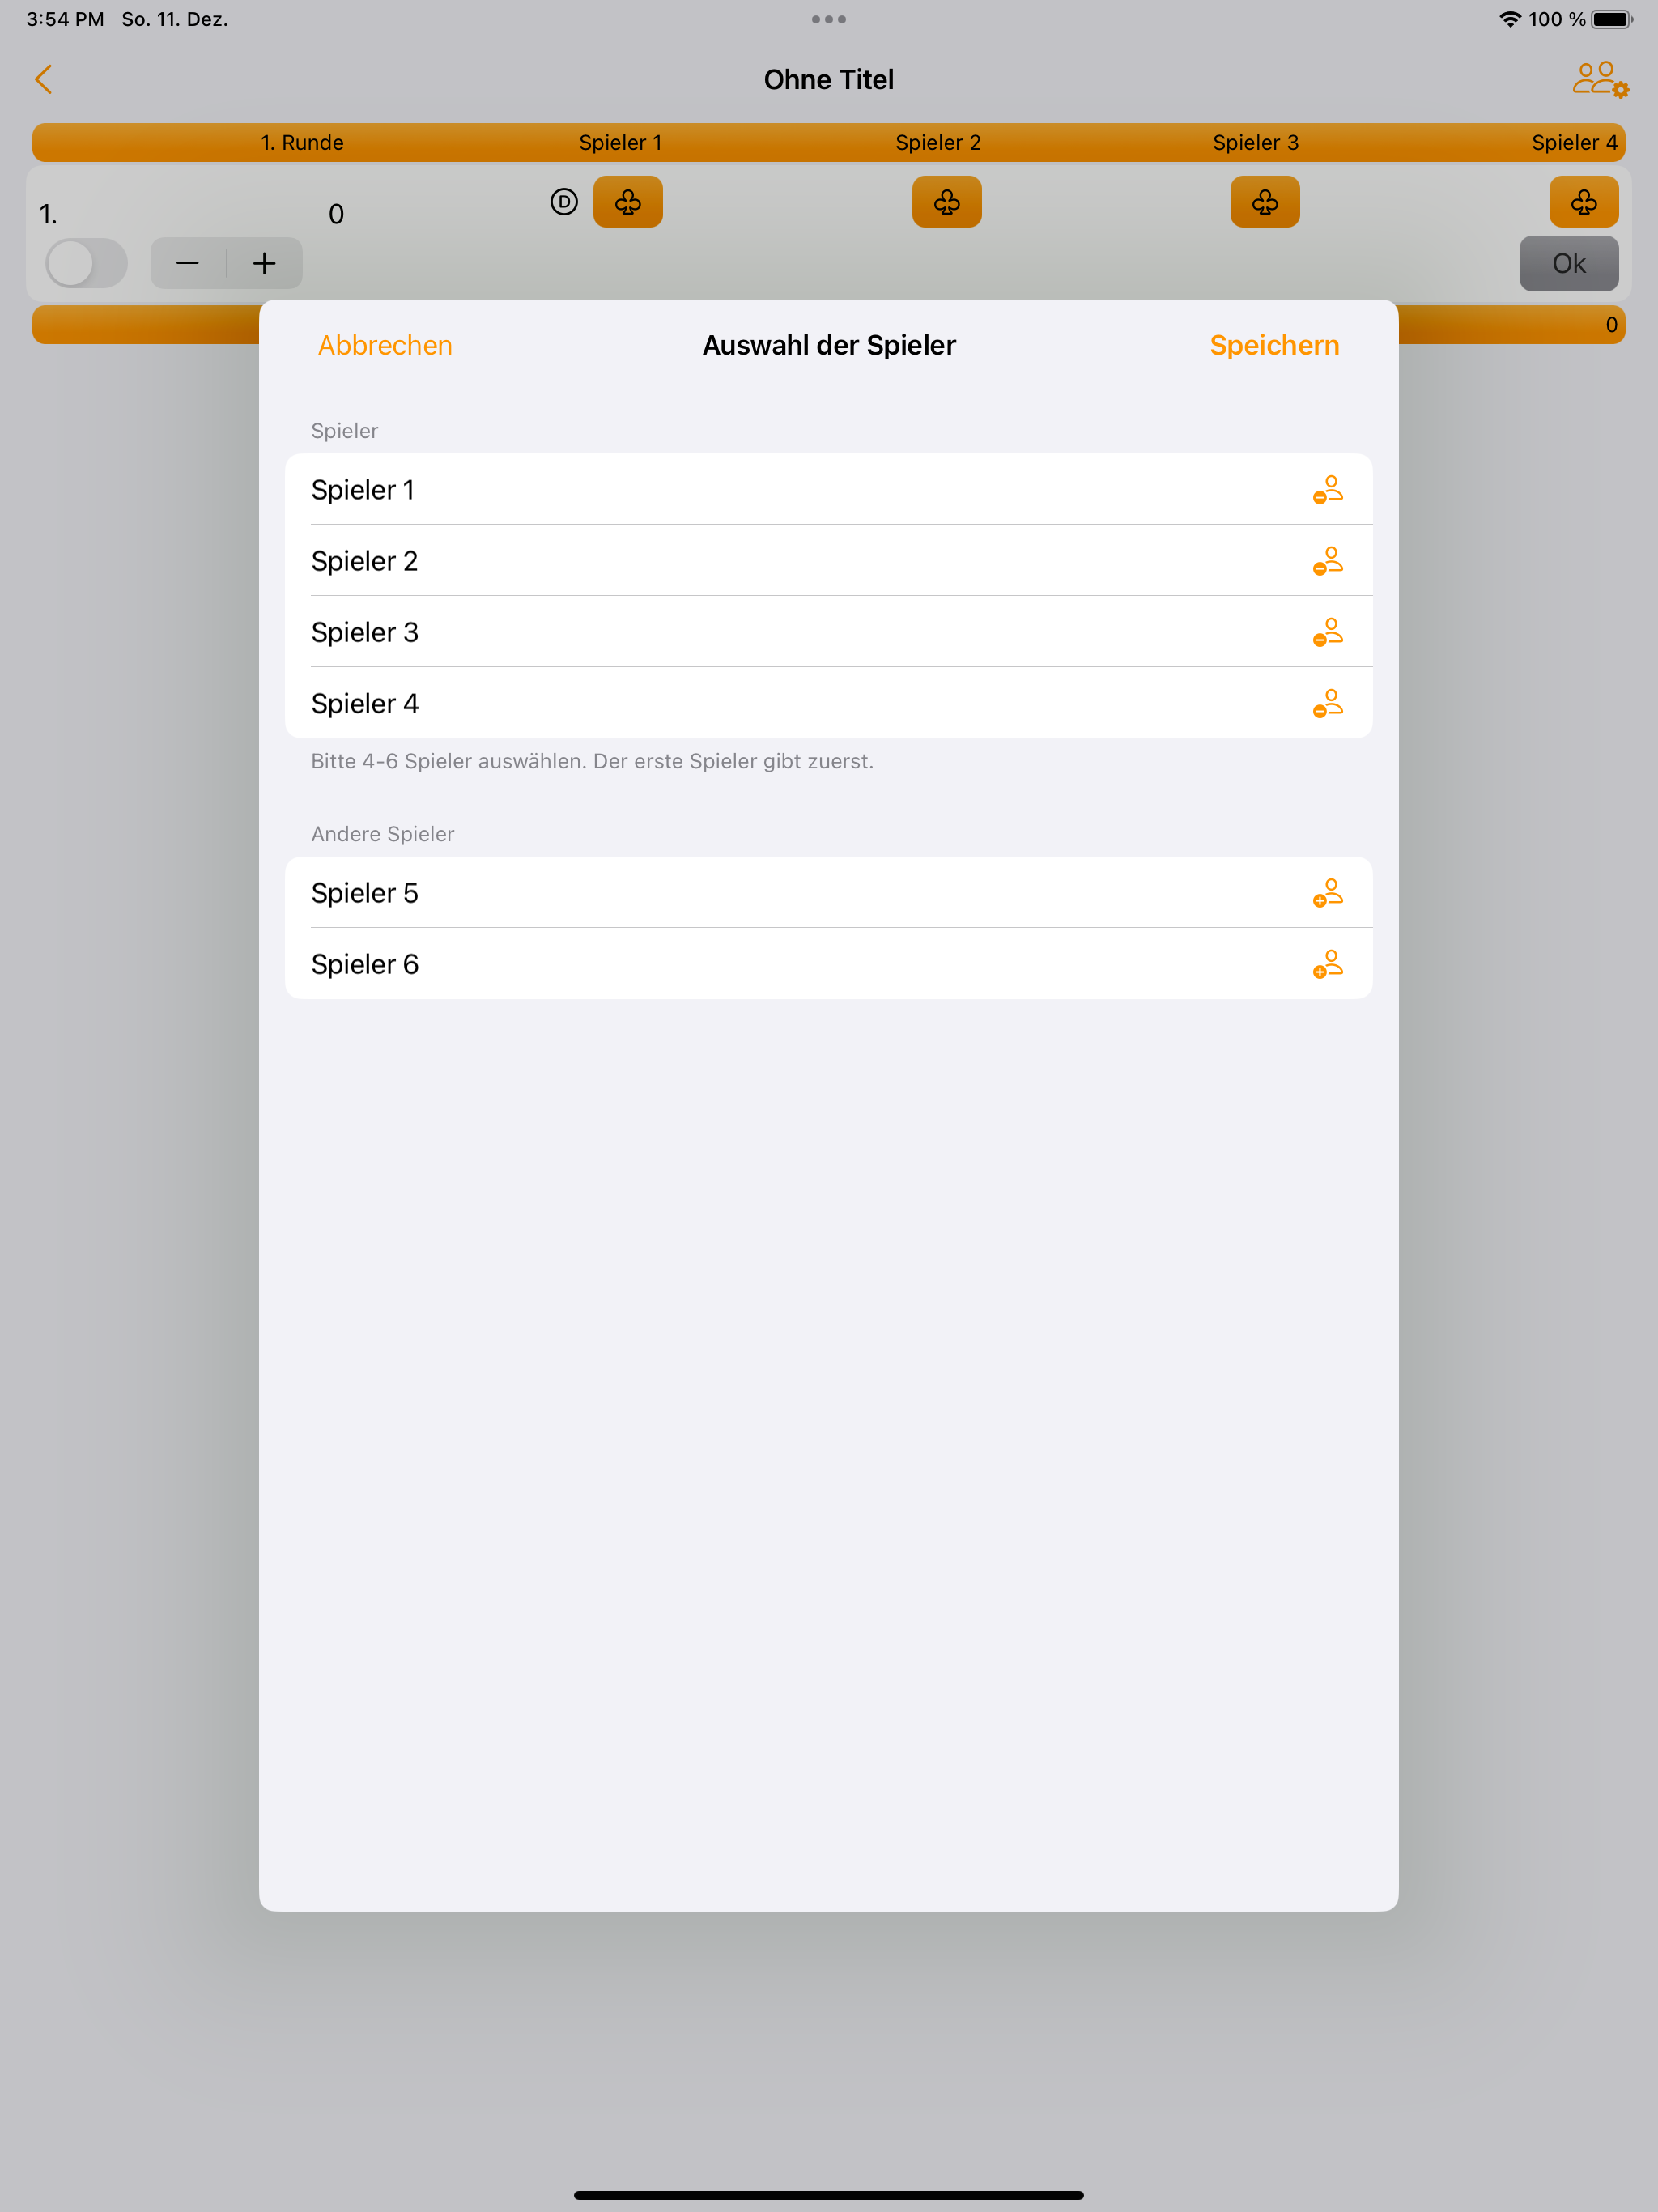 3:54 PM So. 11. Dez. 100 %
Ohne Titel
1. Runde Spieler 1 Spieler 2 Spieler 3 Spieler 4
1. 0 D
Ok
0
Abbrechen Auswahl der Spieler Speichern
Spieler
Spieler 1
Spieler 2
Spieler 3
Spieler 4
Bitte 4-6 Spieler auswählen. Der erste Spieler gibt zuerst.
Andere Spieler
Spieler 5
Spieler 6